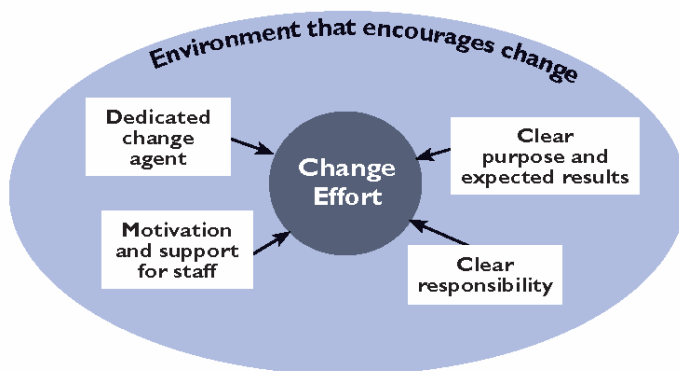 Environment that encourages change
Dedicated
change
agent
Clear
purpose and
expected results
Change
Effort
Motivation
and support
for staff
Clear
responsibility